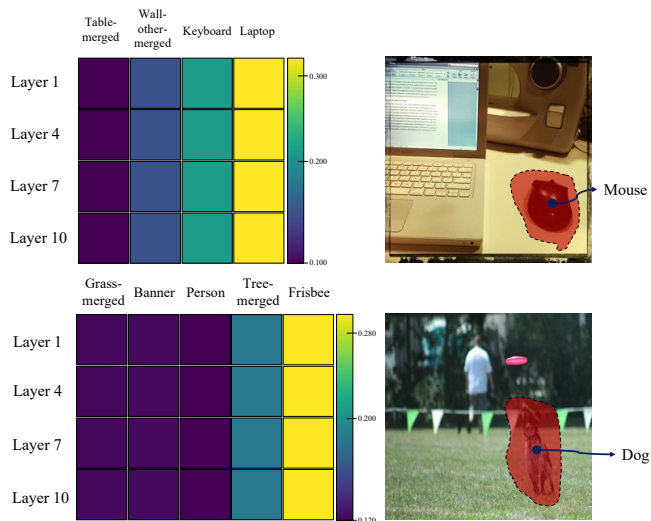 Table-
merged
Wall-
other-
merged
Keyboard
Laptop
Layer 1
Layer 4
Layer 7
Layer 10
0.300
0.200
0.100
Mouse
Grass-
merged
Banner
Person
Tree-
merged
Frisbee
Layer 1
Layer 4
Layer 7
Layer 10
0.280
0.200
0.120
Dog